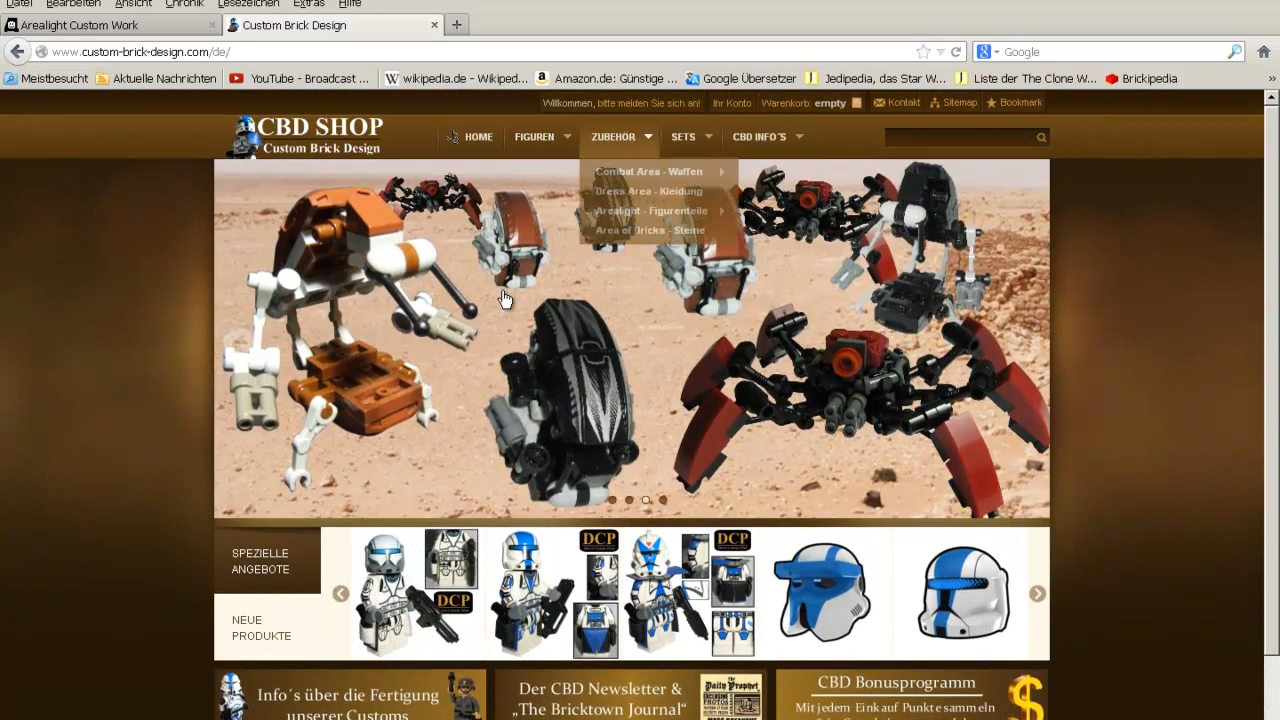 Datei Bearbeiten Ansicht Chronik Lesezeichen Extras Hilfe
Arealight Custom Work
Custom Brick Design
www.custom-brick-design.com/de/
Google
Meistbesucht Aktuelle Nachrichten YouTube - Broadcast ... wikipedia.de - Wikiped... Amazon.de: Günstige ... Google Übersetzer Jedipedia, das Star W... Liste der The Clone W... Brickipedia
Willkommen, bitte melden Sie sich an! Ihr Konto Warenkorb: empty Kontakt Sitemap Bookmark
CBD SHOP
Custom Brick Design
HOME FIGUREN ZUBEHÖR SETS CBD INFO'S
Combat Area - Waffen
Dress Area - Kleidung
Arealight - Figurenteile
Area of Bricks - Steine
SPEZIELLE
ANGEBOTE
NEUE
PRODUKTE
DCP
DCP
DCP
Info´s über die Fertigung
unserer Customs
Der CBD Newsletter &
„The Bricktown Journal“
The Daily Prophet
CBD Bonusprogramm
Mit jedem Einkauf Punkte sammeln